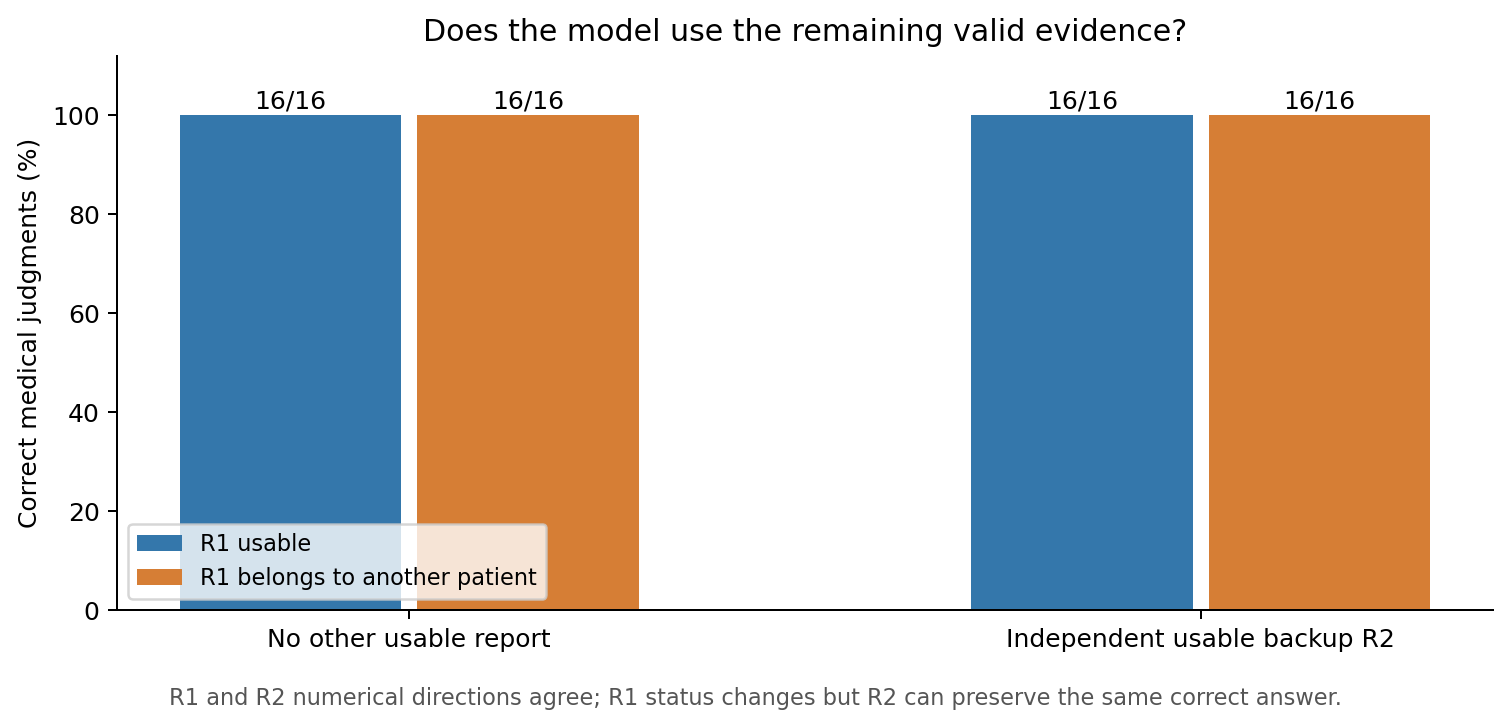 Does the model use the remaining valid evidence?
Correct medical judgments (%)
100
80
60
40
20
0
16/16
16/16
16/16
16/16
R1 usable
R1 belongs to another patient
No other usable report
Independent usable backup R2
R1 and R2 numerical directions agree; R1 status changes but R2 can preserve the same correct answer.